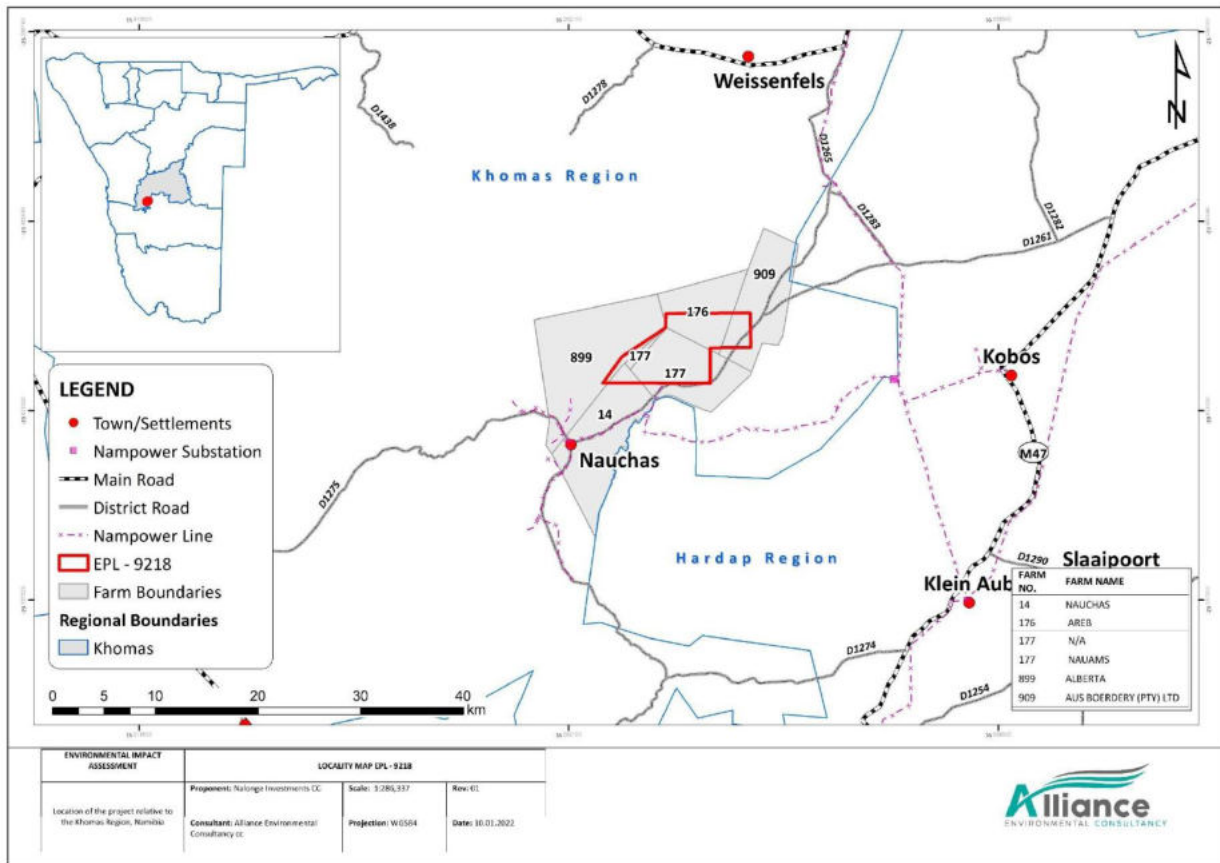 Weissenfels
D1278
D1438
D1265
Khomas Region
D1283
D1282
D1261
909
176
899
177
177
Kobos
14
Nauchas
M47
D1275
Hardap Region
D1290
Slaaipoort
Klein Aub
D1274
D1254
N
LEGEND
Town/Settlements
Nampower Substation
Main Road
District Road
Nampower Line
EPL - 9218
Farm Boundaries
Regional Boundaries
Khomas
0 5 10 20 30 40
km
FARM NO. FARM NAME
14 NAUCHAS
176 AREB
177 N/A
177 NAUAMS
899 ALBERTA
909 AUS BOERDERY (PTY) LTD
ENVIRONMENTAL IMPACT
ASSESSMENT
LOCALITY MAP EPL - 9218
Location of the project relative to
the Khomas Region, Namibia
Proponent: Nalonga Investments CC
Scale: 1:286,337
Rev: 01
Consultant: Alliance Environmental
Consultancy cc
Projection: WGS84
Date: 30.01.2022
Alliance
ENVIRONMENTAL CONSULTANCY